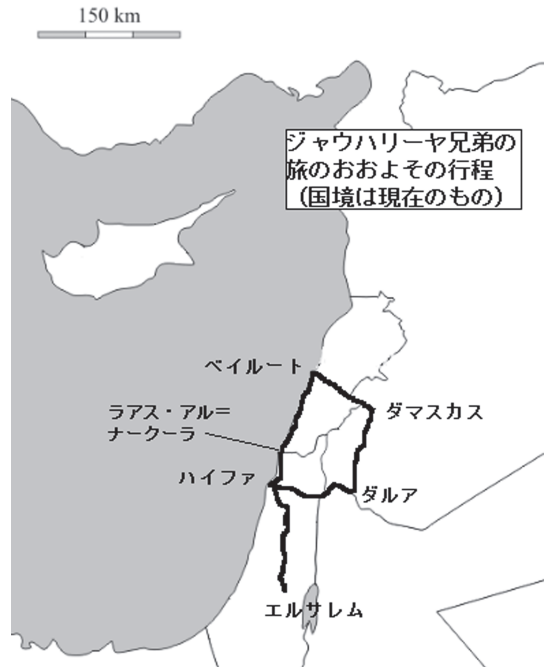 150 km
ジャウハリーヤ兄弟の
旅のおおよその行程
(国境は現在のもの)
ベイルート
ラアス・アル＝
ナークーラ
ダマスカス
ハイファ
ダルア
エルサレム